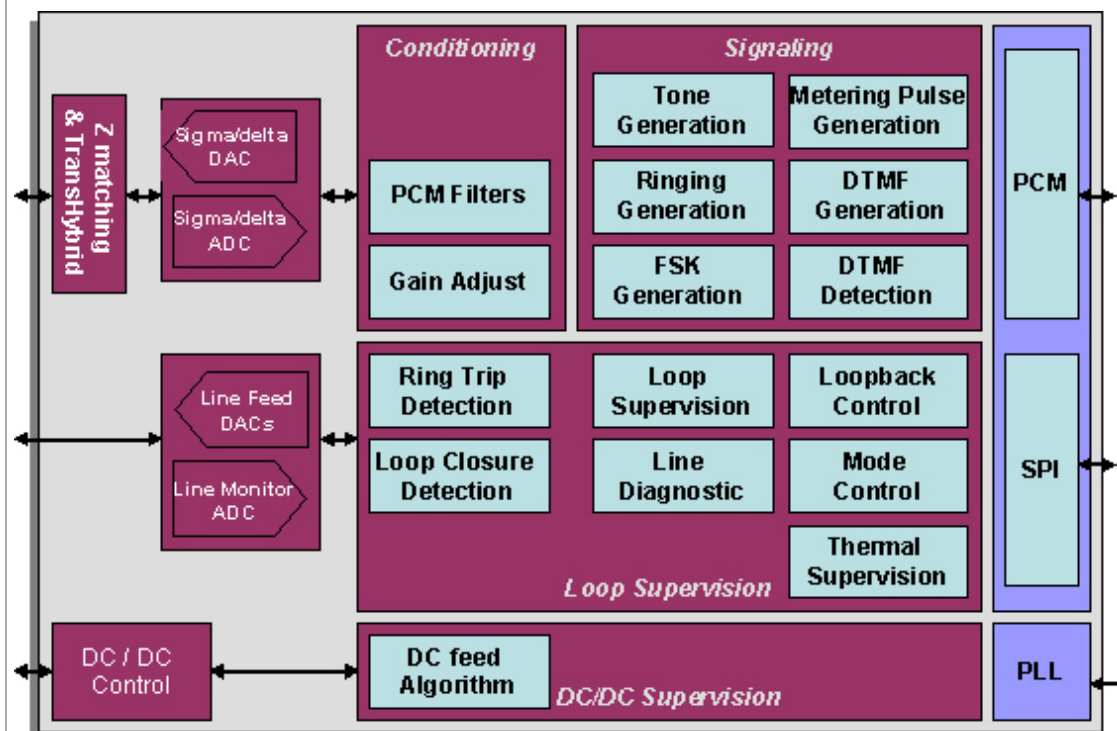 Conditioning
Signaling
Z matching
& TransHybrid
Sigma/delta
DAC
Sigma/delta
ADC
PCM Filters
Gain Adjust
Tone
Generation
Metering Pulse
Generation
Ringing
Generation
DTMF
Generation
FSK
Generation
DTMF
Detection
PCM
Line Feed
DACs
Line Monitor
ADC
Ring Trip
Detection
Loop
Supervision
Loopback
Control
Loop Closure
Detection
Line
Diagnostic
Mode
Control
Thermal
Supervision
Loop Supervision
SPI
DC / DC
Control
DC feed
Algorithm
DC/DC Supervision
PLL